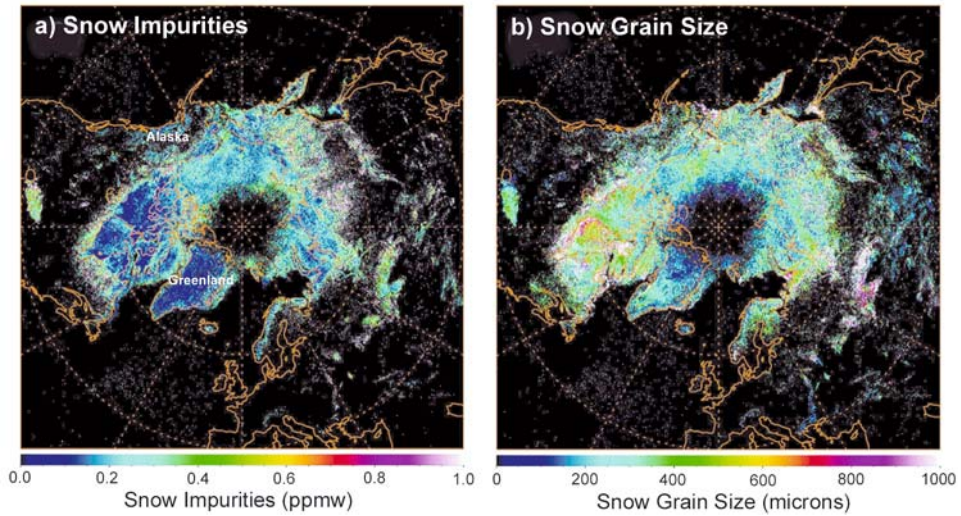 a) Snow Impurities
b) Snow Grain Size
Alaska
Greenland
0.0 0.2 0.4 0.6 0.8 1.0
Snow Impurities (ppmw)
0 200 400 600 800 1000
Snow Grain Size (microns)